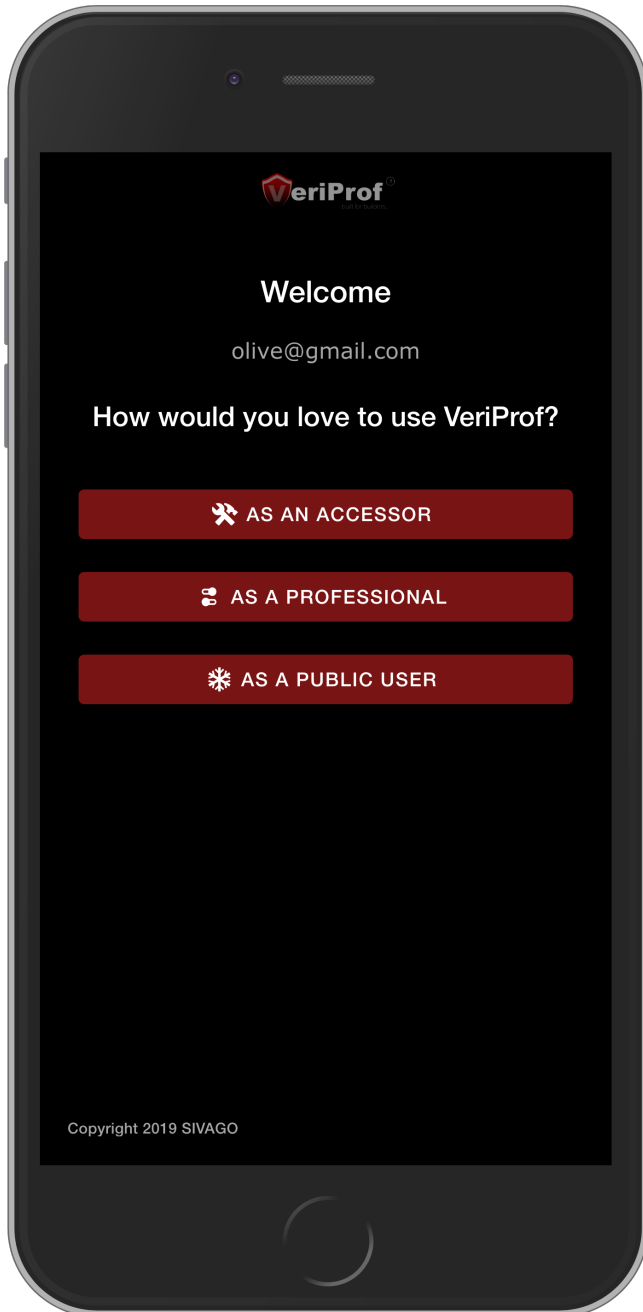 VeriProf
Welcome
olive@gmail.com
How would you love to use VeriProf?
AS AN ACCESSOR
AS A PROFESSIONAL
AS A PUBLIC USER
Copyright 2019 SIVAGO